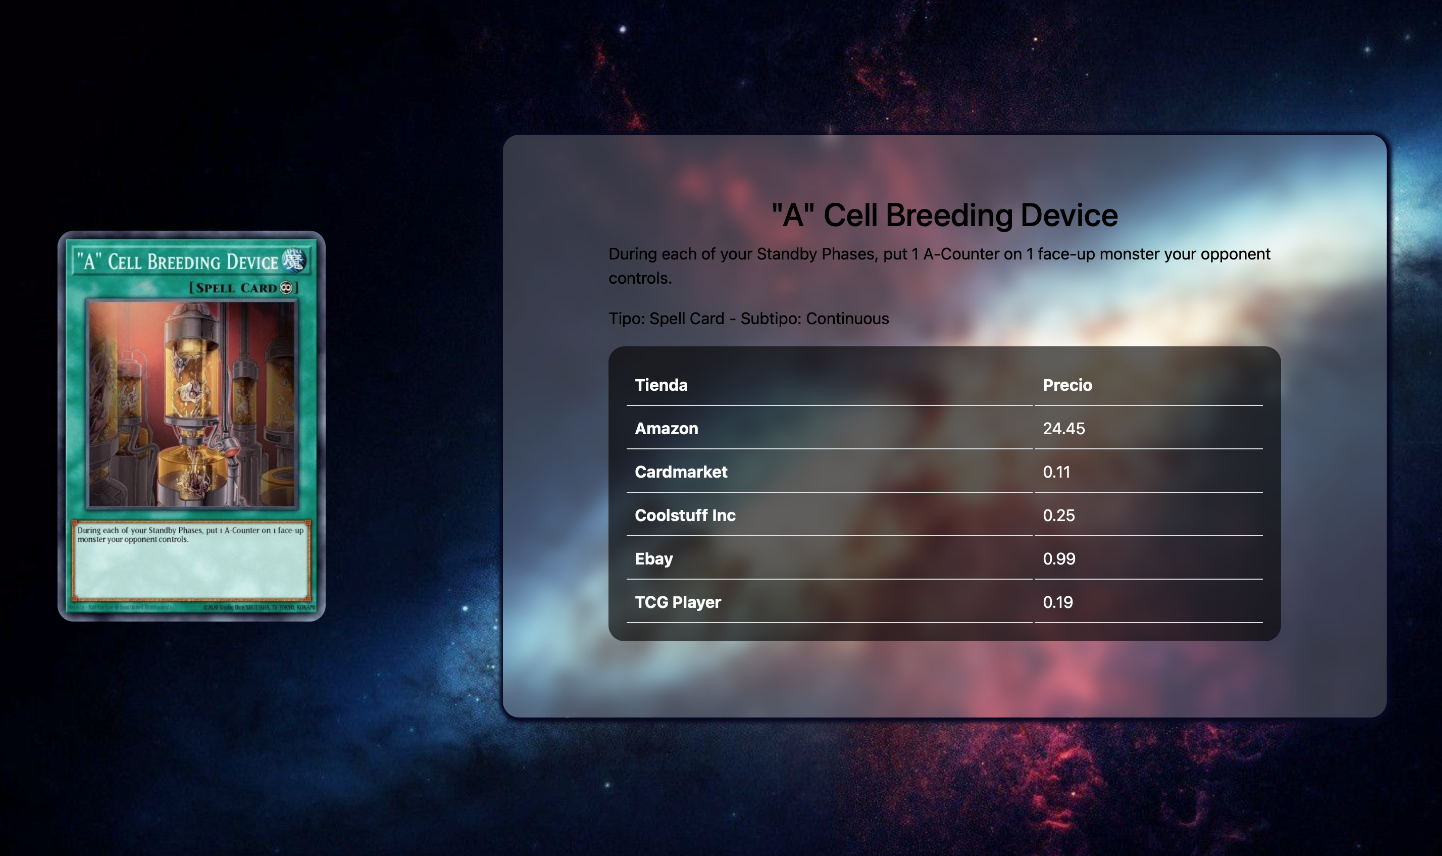 "A" Cell Breeding Device
[Spell Card]
During each of your Standby Phases, put 1 A-Counter on 1 face-up
monster your opponent controls.
"A" Cell Breeding Device
During each of your Standby Phases, put 1 A-Counter on 1 face-up monster your opponent
controls.
Tipo: Spell Card - Subtipo: Continuous
Tienda Precio
Amazon 24.45
Cardmarket 0.11
Coolstuff Inc 0.25
Ebay 0.99
TCG Player 0.19